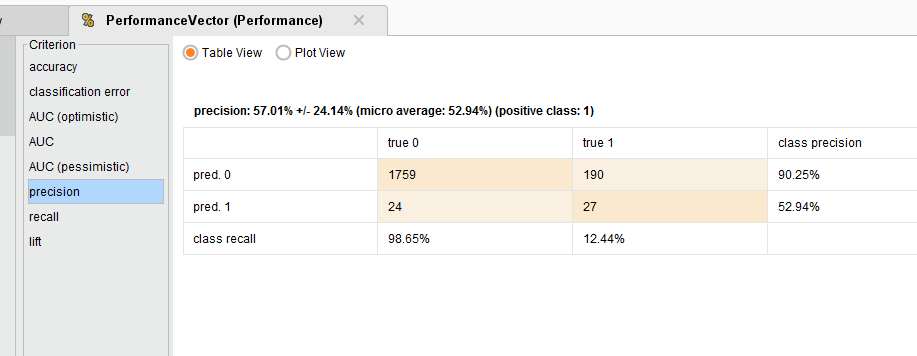 PerformanceVector (Performance)
Criterion
accuracy
classification error
AUC (optimistic)
AUC
AUC (pessimistic)
precision
recall
lift
Table View Plot View
precision: 57.01% +/- 24.14% (micro average: 52.94%) (positive class: 1)
true 0 true 1 class precision
pred. 0 1759 190 90.25%
pred. 1 24 27 52.94%
class recall 98.65% 12.44%